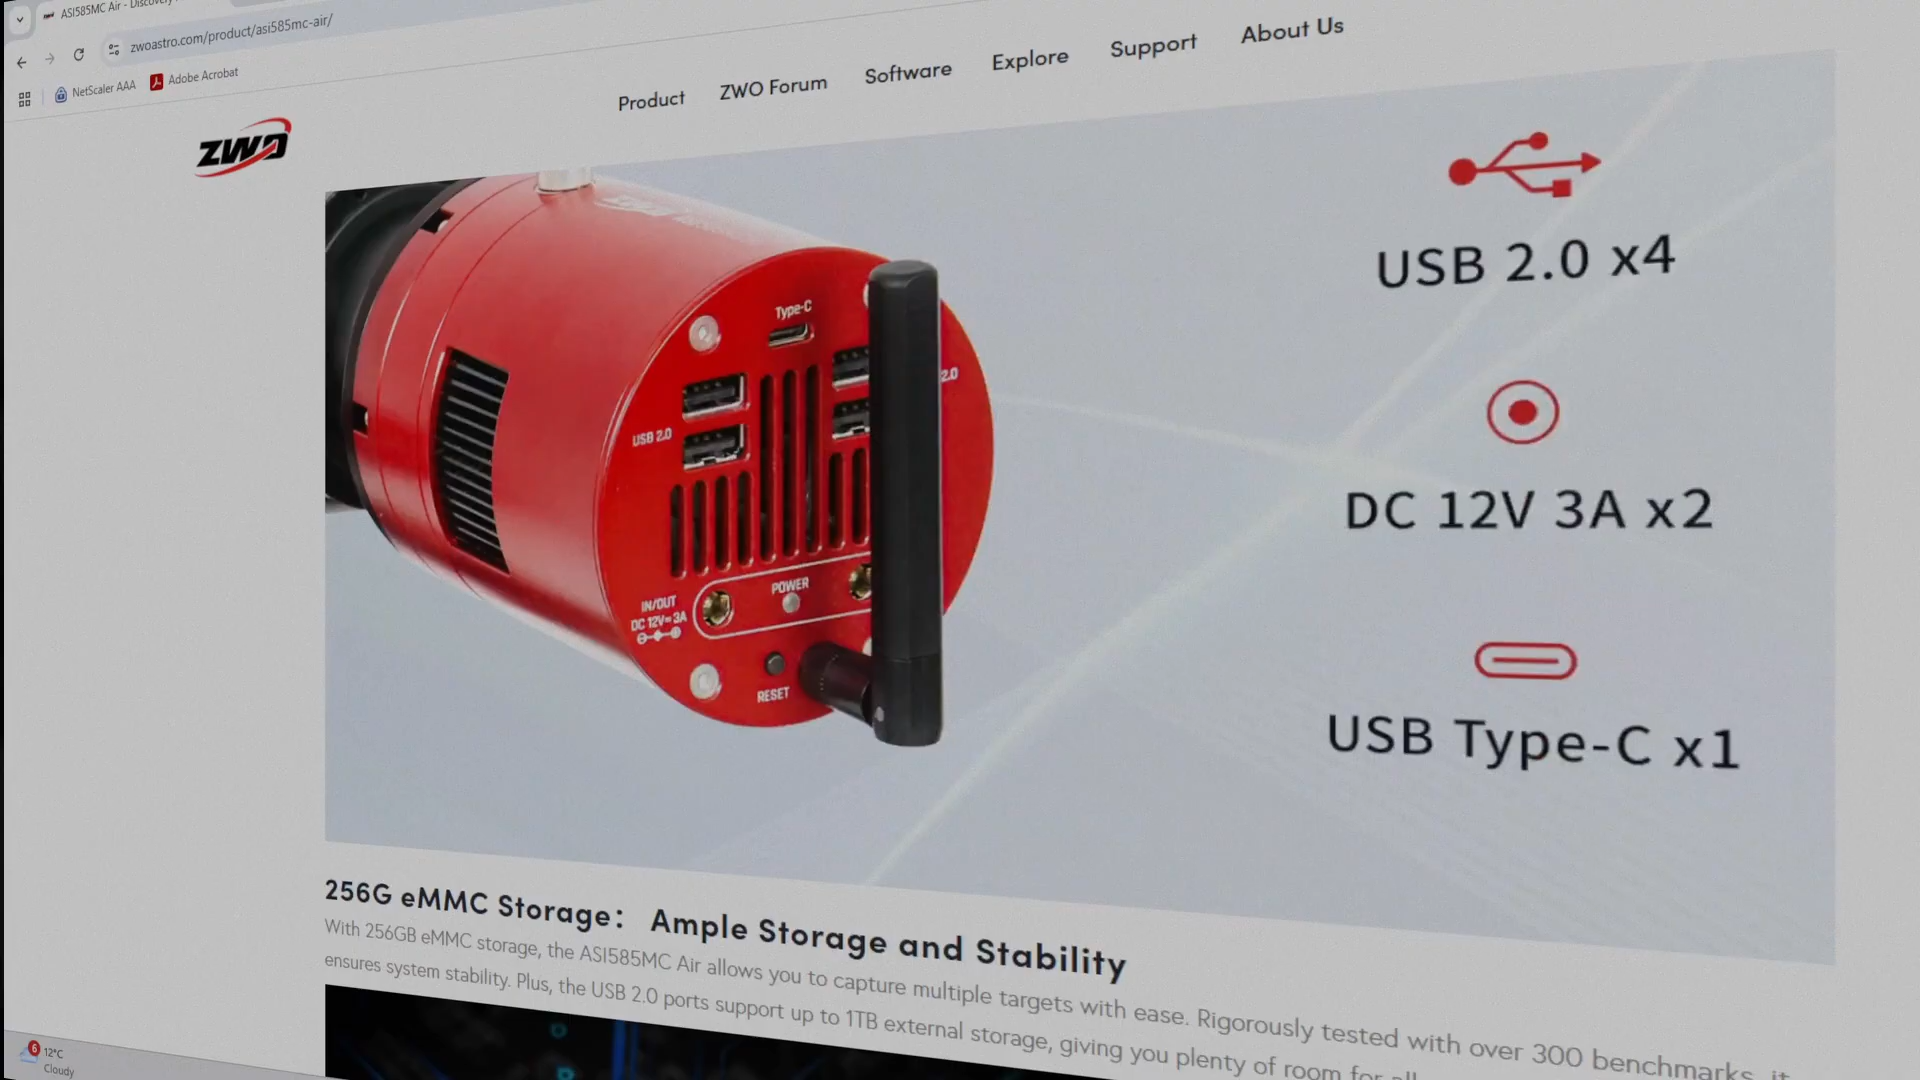 ASI585MC Air - Discovery
zwoastro.com/product/asi585mc-air/
NetScaler AAA
Adobe Acrobat
ZWO
Product
ZWO Forum
Software
Explore
Support
About Us
Type-C
USB 2.0
2.0
IN/OUT
DC 12V⎓3A
POWER
RESET
USB 2.0 x4
DC 12V 3A x2
USB Type-C x1
256G eMMC Storage： Ample Storage and Stability
With 256GB eMMC storage, the ASI585MC Air allows you to capture multiple targets with ease. Rigorously tested with over 300 benchmarks, it
ensures system stability. Plus, the USB 2.0 ports support up to 1TB external storage, giving you plenty of room for all
6
12°C
Cloudy